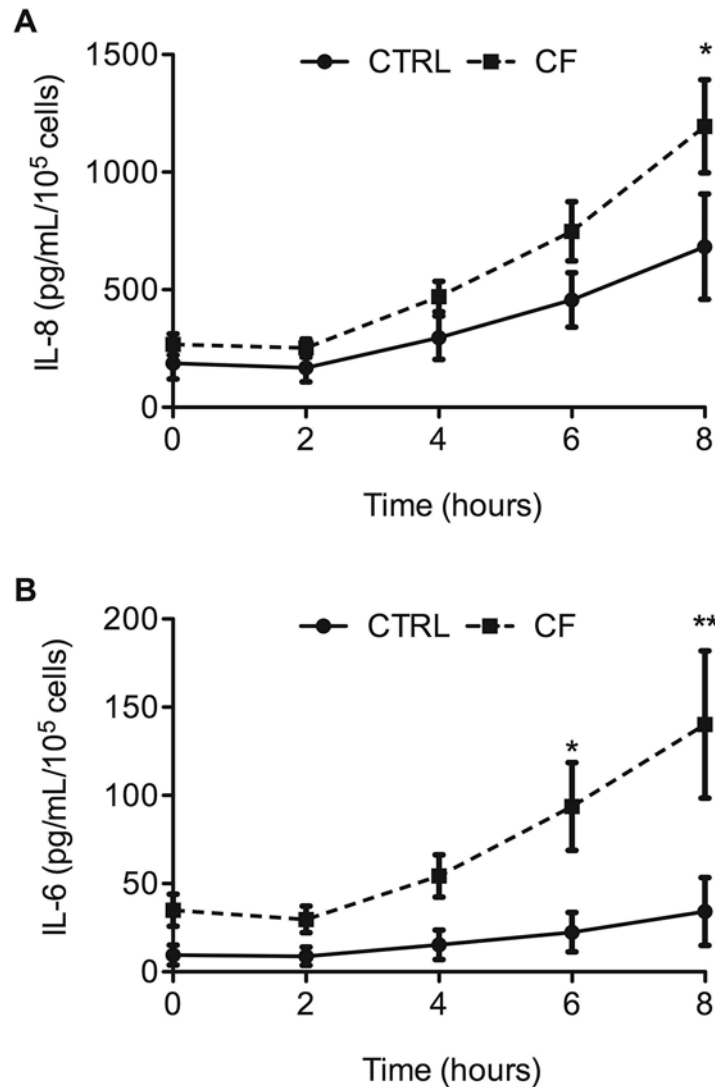 A
1500
CTRL CF
*
1000
500
0
IL-8 (pg/mL/10⁵ cells)
0 2 4 6 8
Time (hours)
B
200
CTRL CF
**
150
*
100
50
0
IL-6 (pg/mL/10⁵ cells)
0 2 4 6 8
Time (hours)